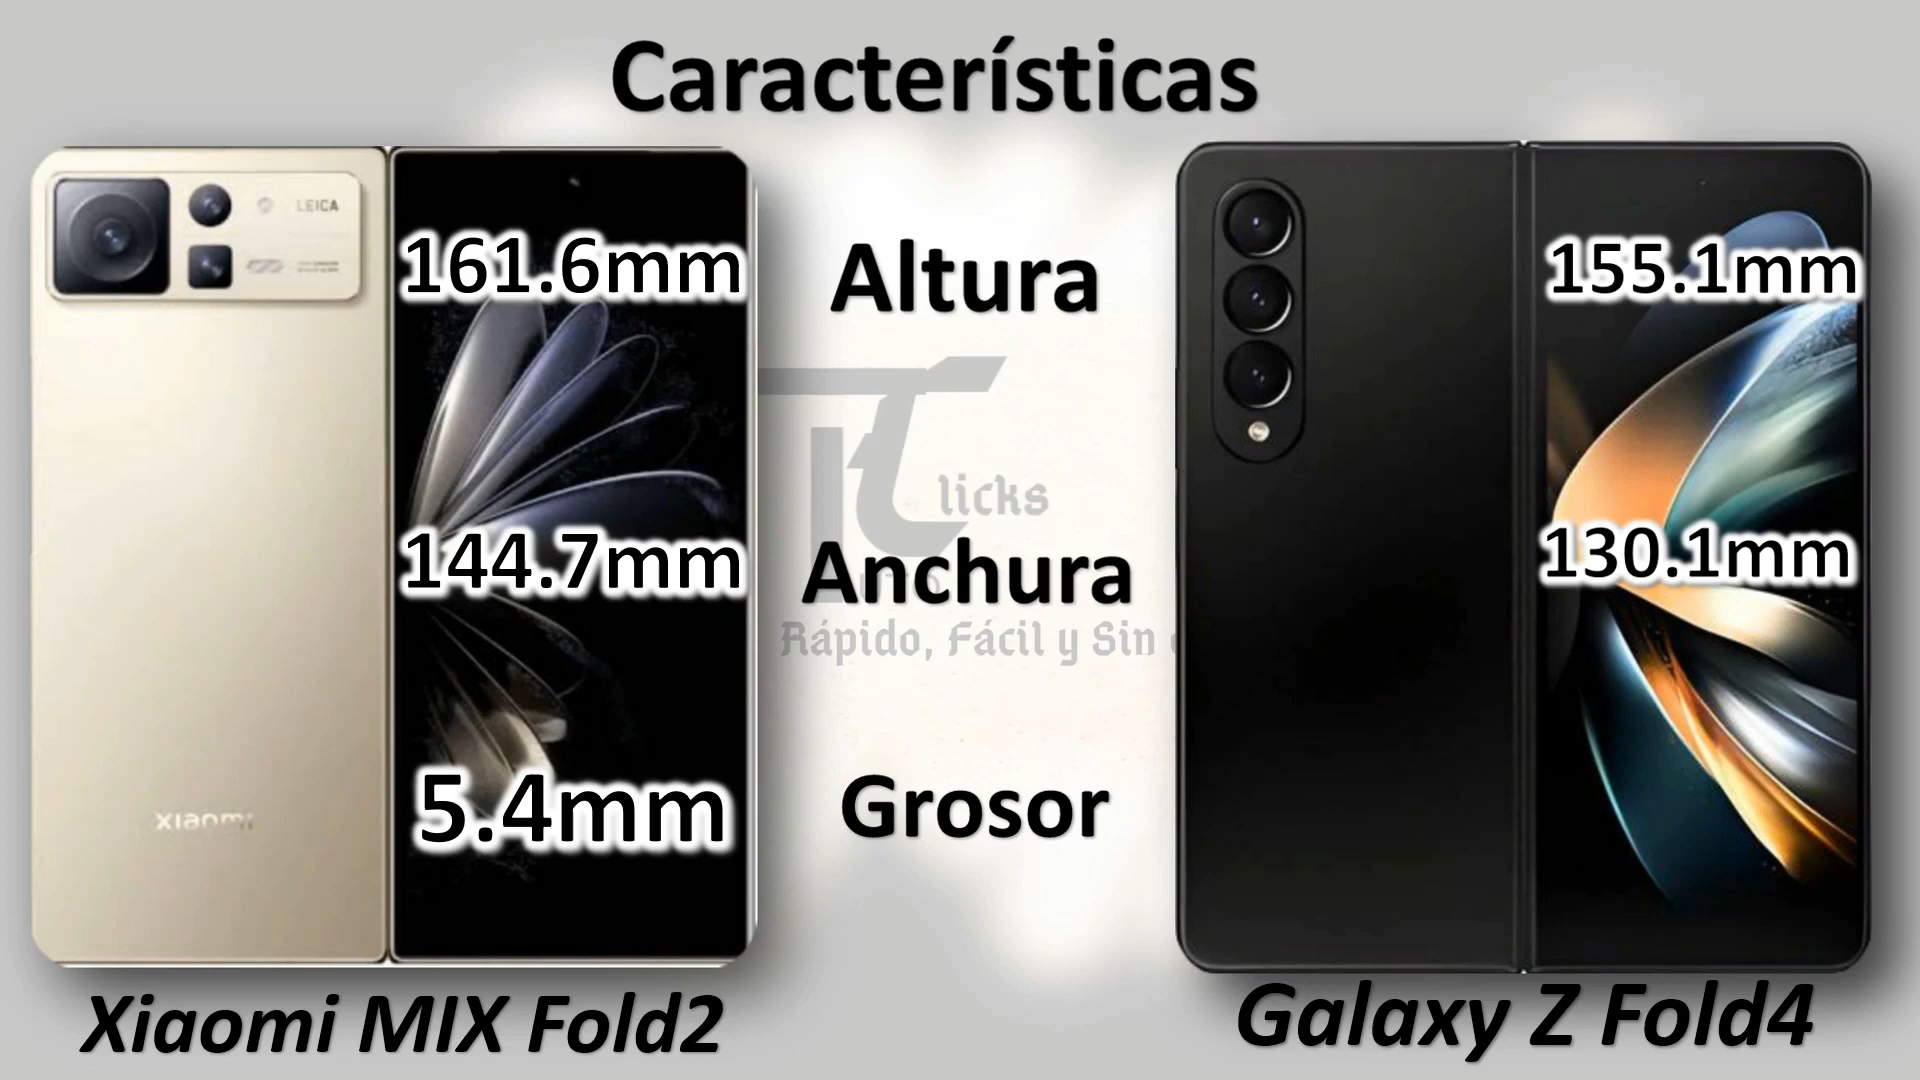 Características
LEICA
161.6mm
Altura
155.1mm
licks
144.7mm
Anchura
130.1mm
Rápido, Fácil y Sin
5.4mm
Grosor
xiaomi
Xiaomi MIX Fold2
Galaxy Z Fold4